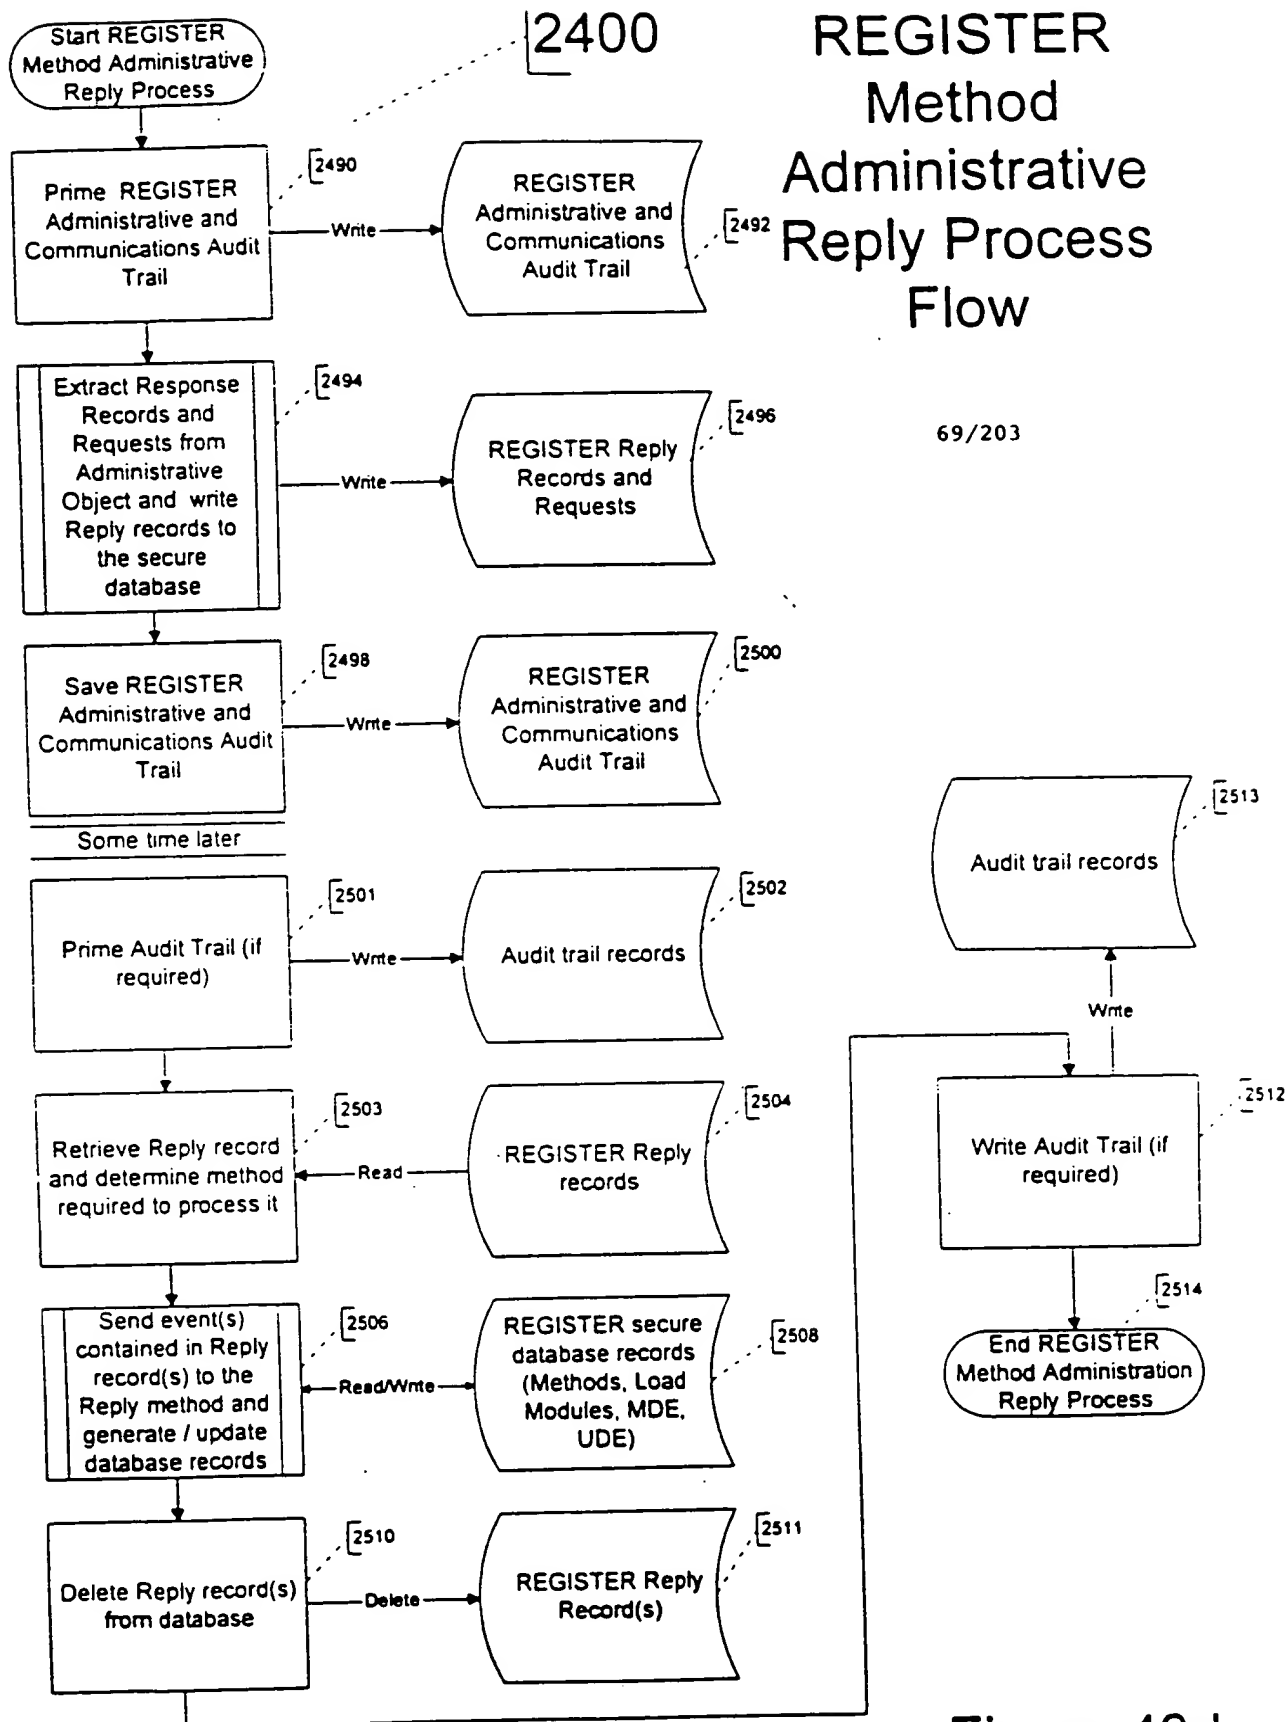 Start REGISTER
Method Administrative
Reply Process
2400
REGISTER
Method
Administrative
Reply Process
Flow
69/203
Prime REGISTER
Administrative and
Communications Audit
Trail
2490
Write
REGISTER
Administrative and
Communications
Audit Trail
2492
Extract Response
Records and
Requests from
Administrative
Object and write
Reply records to
the secure
database
2494
Write
REGISTER Reply
Records and
Requests
2496
Save REGISTER
Administrative and
Communications Audit
Trail
2498
Write
REGISTER
Administrative and
Communications
Audit Trail
2500
Some time later
Prime Audit Trail (if
required)
2501
Write
Audit trail records
2502
Retrieve Reply record
and determine method
required to process it
2503
Read
REGISTER Reply
records
2504
Send event(s)
contained in Reply
record(s) to the
Reply method and
generate / update
database records
2506
Read/Write
REGISTER secure
database records
(Methods, Load
Modules, MDE,
UDE)
2508
Delete Reply record(s)
from database
2510
Delete
REGISTER Reply
Record(s)
2511
Audit trail records
2513
Write
Write Audit Trail (if
required)
2512
2514
End REGISTER
Method Administration
Reply Process